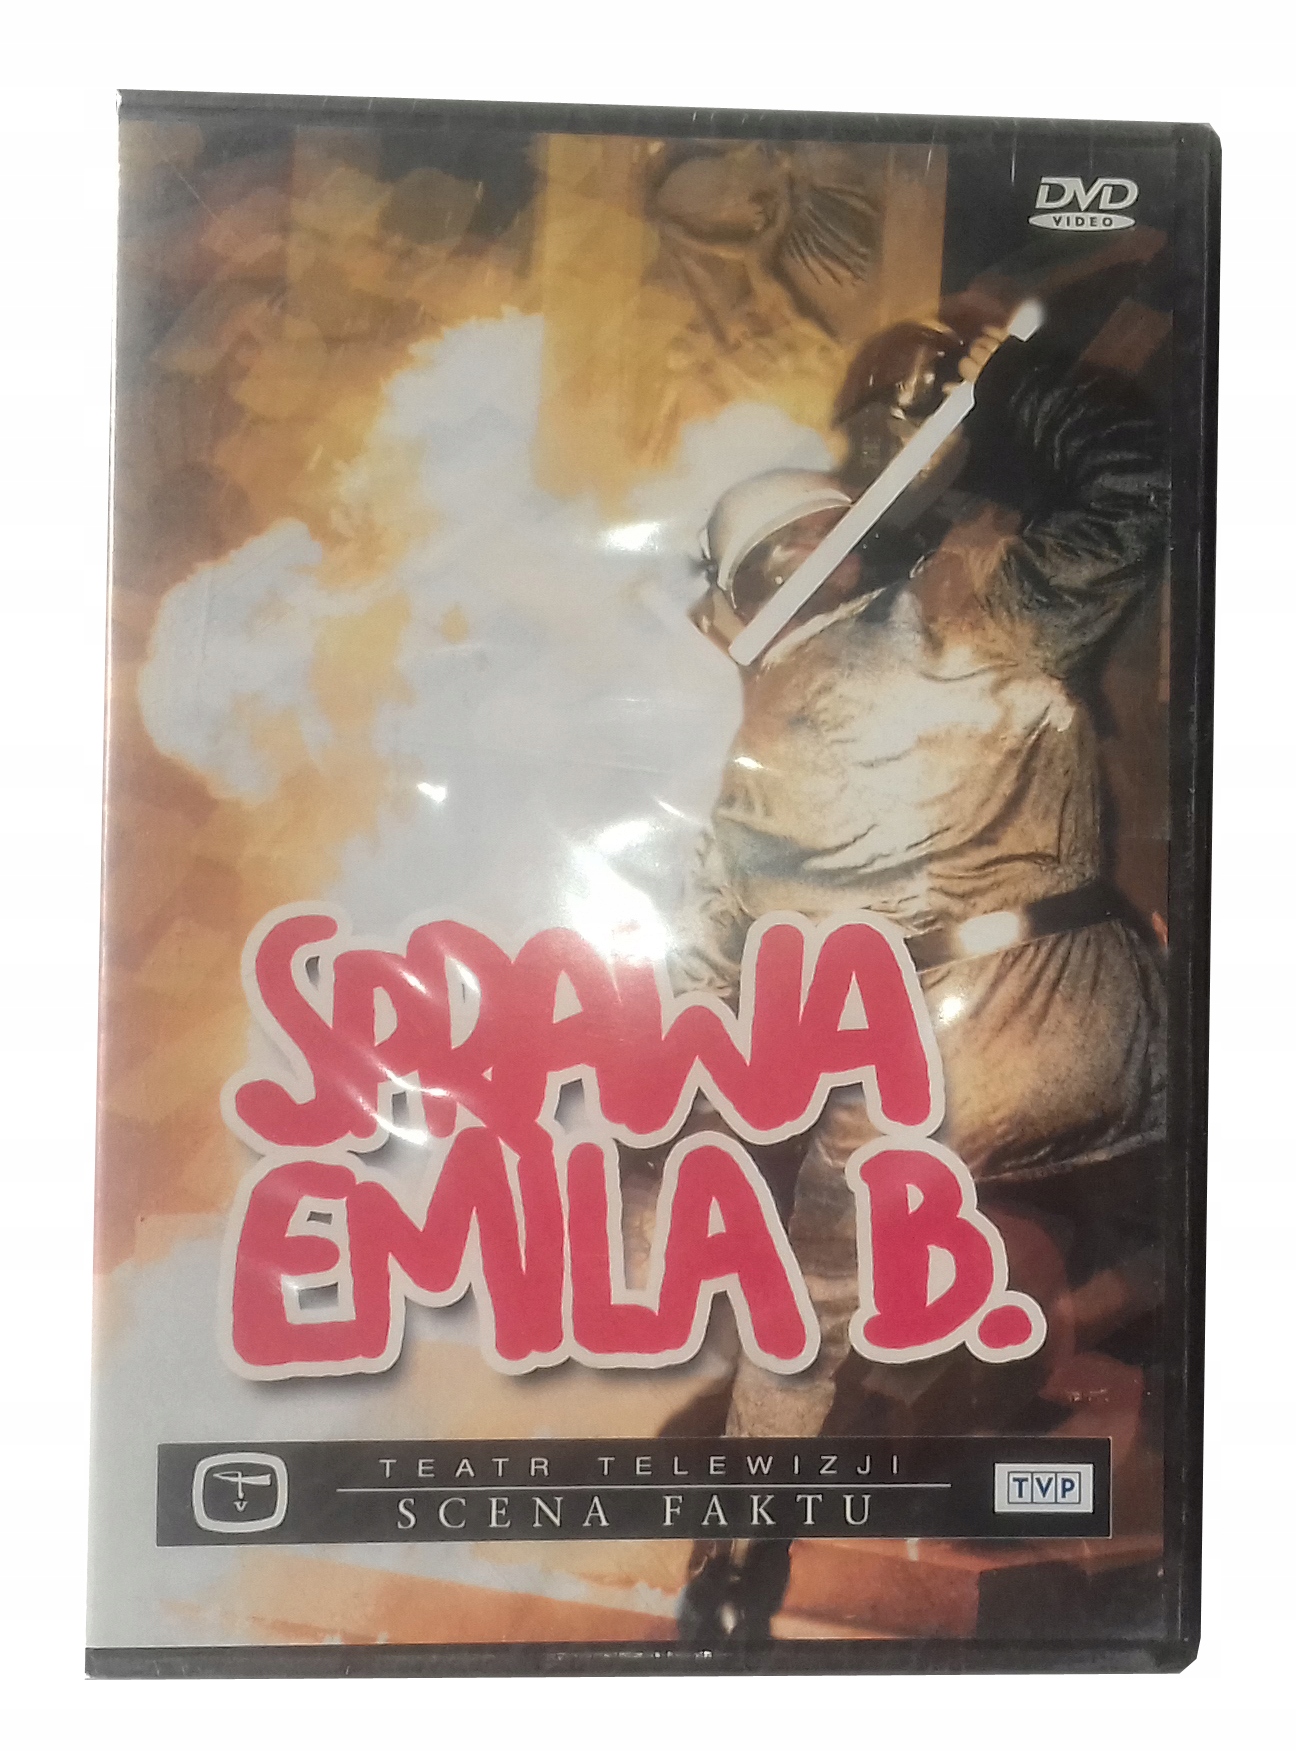 DVD
VIDEO
SPRAWA
EMILA B.
TEATR TELEWIZJI
SCENA FAKTU
TVP